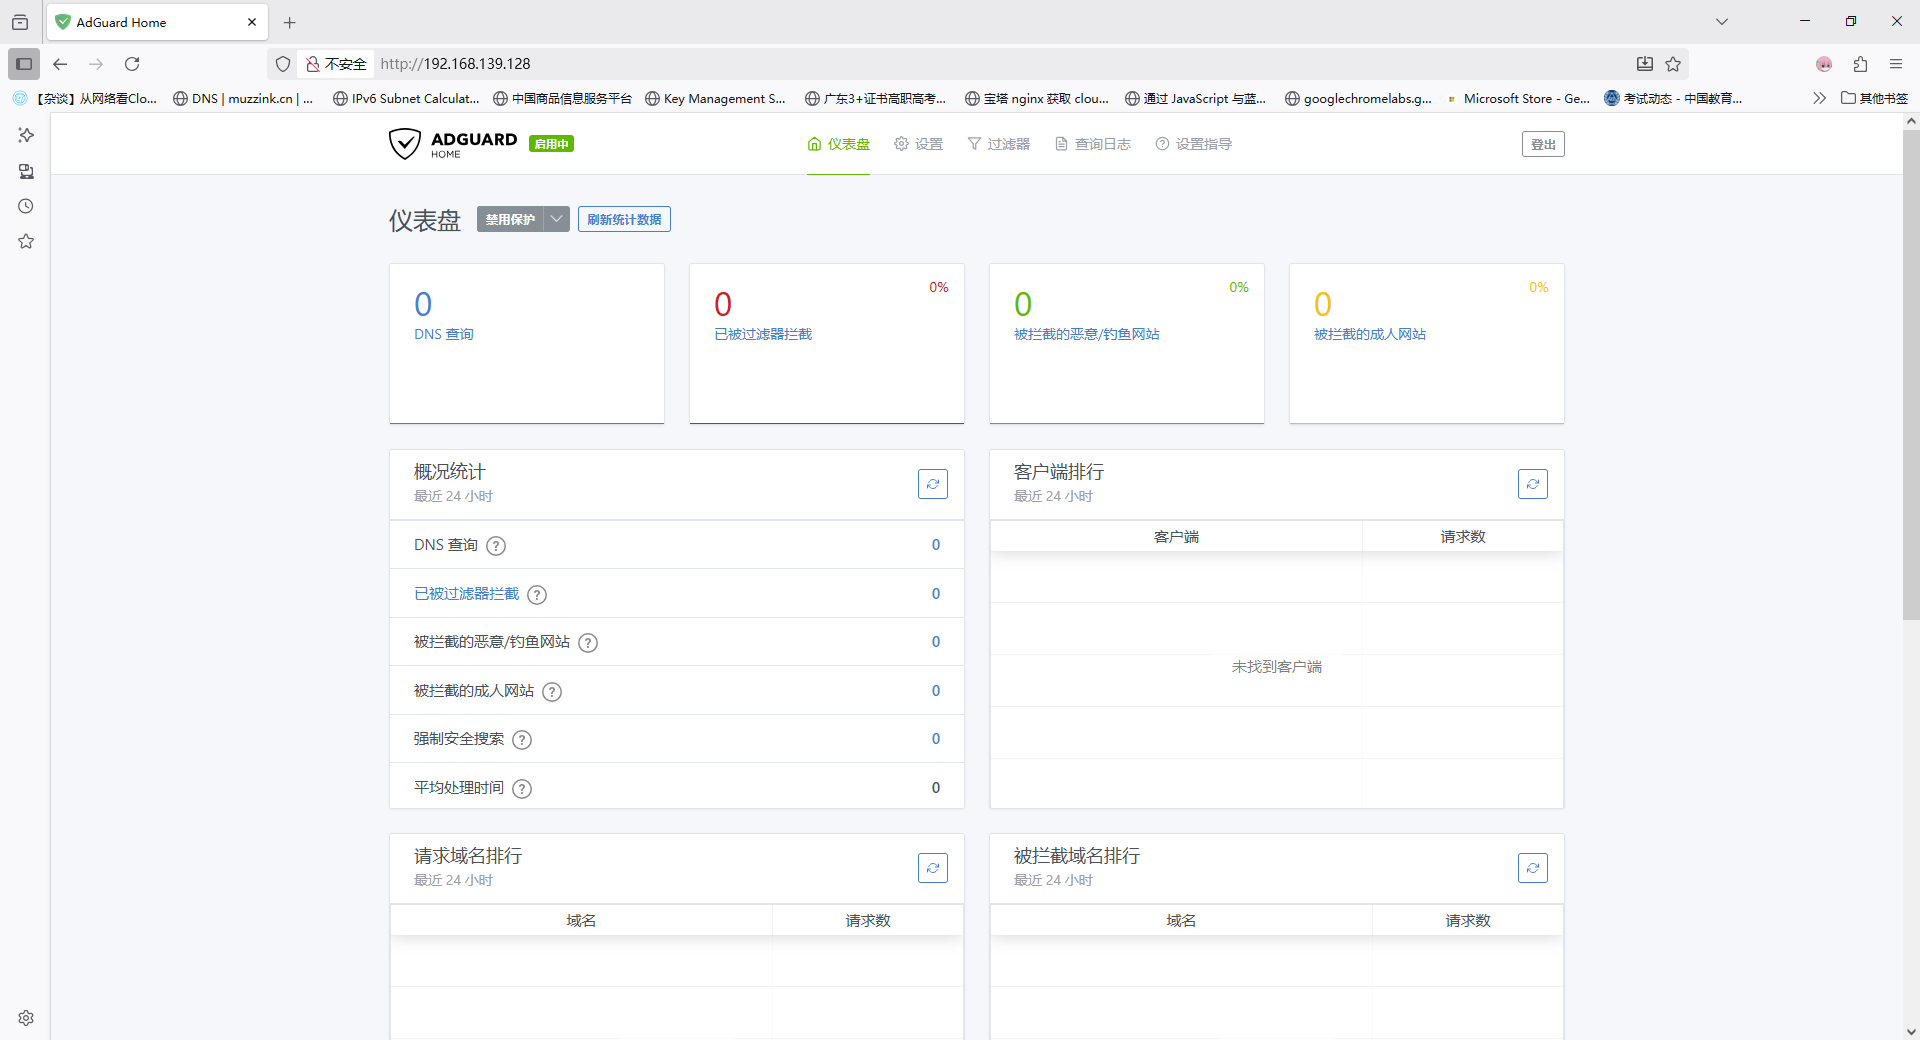 AdGuard Home
不安全
http://192.168.139.128
【杂谈】从网络看Clo...
DNS | muzzink.cn | ...
IPv6 Subnet Calculat...
中国商品信息服务平台
Key Management S...
广东3+证书高职高考...
宝塔 nginx 获取 clou...
通过 JavaScript 与蓝...
googlechromelabs.g...
Microsoft Store - Ge...
考试动态 - 中国教育...
其他书签
ADGUARD
HOME
启用中
仪表盘
设置
过滤器
查询日志
设置指导
登出
仪表盘
禁用保护
刷新统计数据
0
DNS 查询
0%
0
已被过滤器拦截
0%
0
被拦截的恶意/钓鱼网站
0%
0
被拦截的成人网站
概况统计
最近 24 小时
DNS 查询 ? 0
已被过滤器拦截 ? 0
被拦截的恶意/钓鱼网站 ? 0
被拦截的成人网站 ? 0
强制安全搜索 ? 0
平均处理时间 ? 0
客户端排行
最近 24 小时
客户端 请求数
未找到客户端
请求域名排行
最近 24 小时
域名 请求数
被拦截域名排行
最近 24 小时
域名 请求数